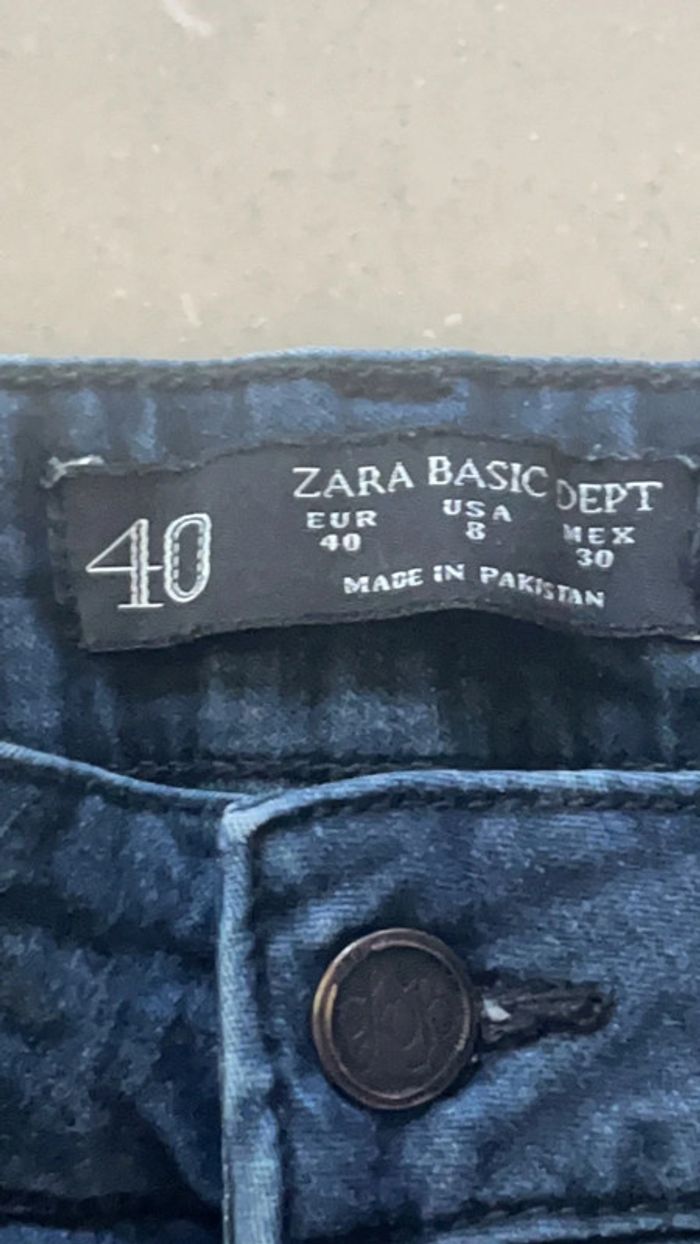 40
ZARA BASIC DEPT
EUR USA MEX
40 8 30
MADE IN PAKISTAN